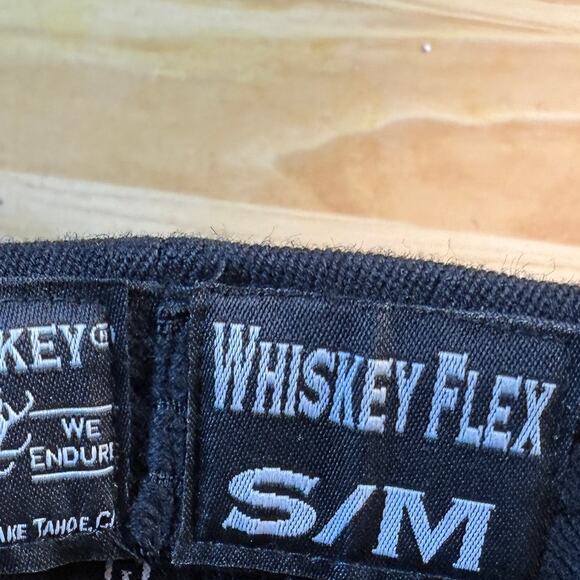 KEY®
WE
ENDURE
AKE TAHOE, CA
WHISKEY FLEX
S/M